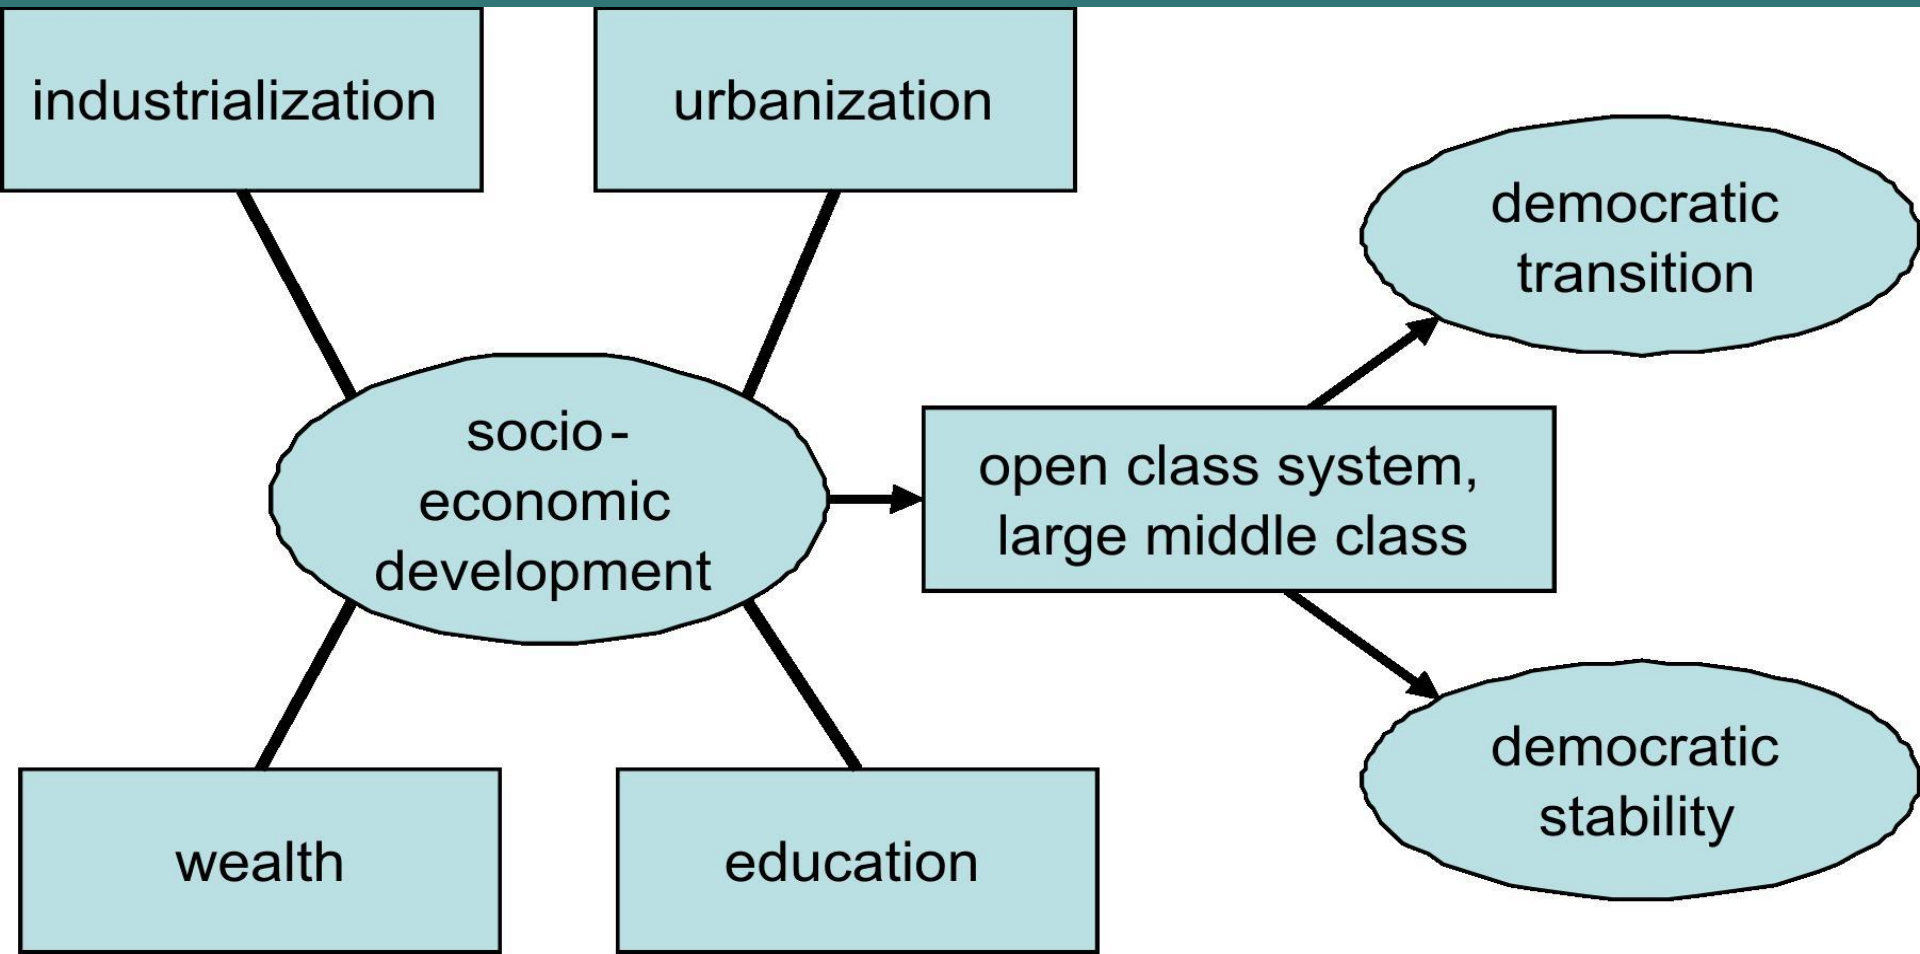 industrialization
urbanization
democratic
transition
socio-
economic
development
open class system,
large middle class
democratic
stability
wealth
education